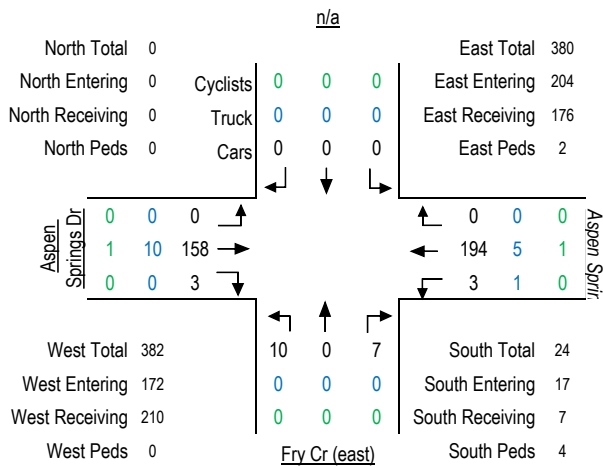 n/a
North Total 0
North Entering 0
North Receiving 0
North Peds 0
Cyclists 0 0 0
Truck 0 0 0
Cars 0 0 0
East Total 380
East Entering 204
East Receiving 176
East Peds 2
Aspen
Springs Dr
0 0 0
1 10 158
0 0 3
0 0 0
194 5 1
3 1 0
Aspen
10 0 7
0 0 0
0 0 0
Fry Cr (east)
West Total 382
West Entering 172
West Receiving 210
West Peds 0
South Total 24
South Entering 17
South Receiving 7
South Peds 4